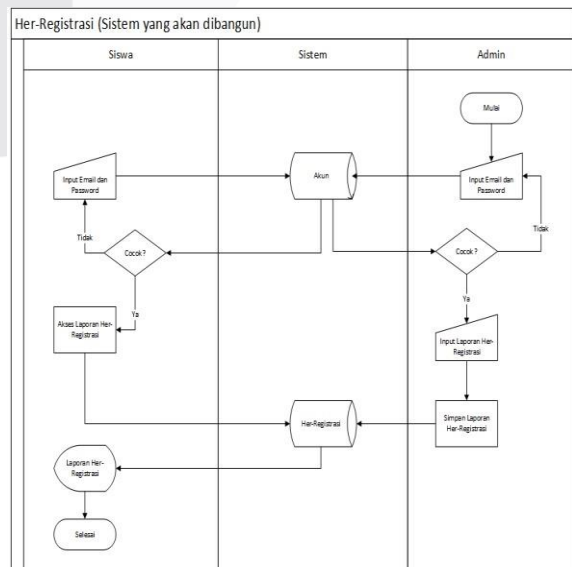 Her-Registrasi (Sistem yang akan dibangun)
Siswa
Sistem
Admin
Mulai
Input Email dan
Password
Akun
Input Email dan
Password
Tidak
Cocok?
Cocok?
Tidak
Ya
Ya
Akses Laporan Her-
Registrasi
Input Laporan Her-
Registrasi
Her-Registrasi
Simpan Laporan
Her-Registrasi
Laporan Her-
Registrasi
Selesai